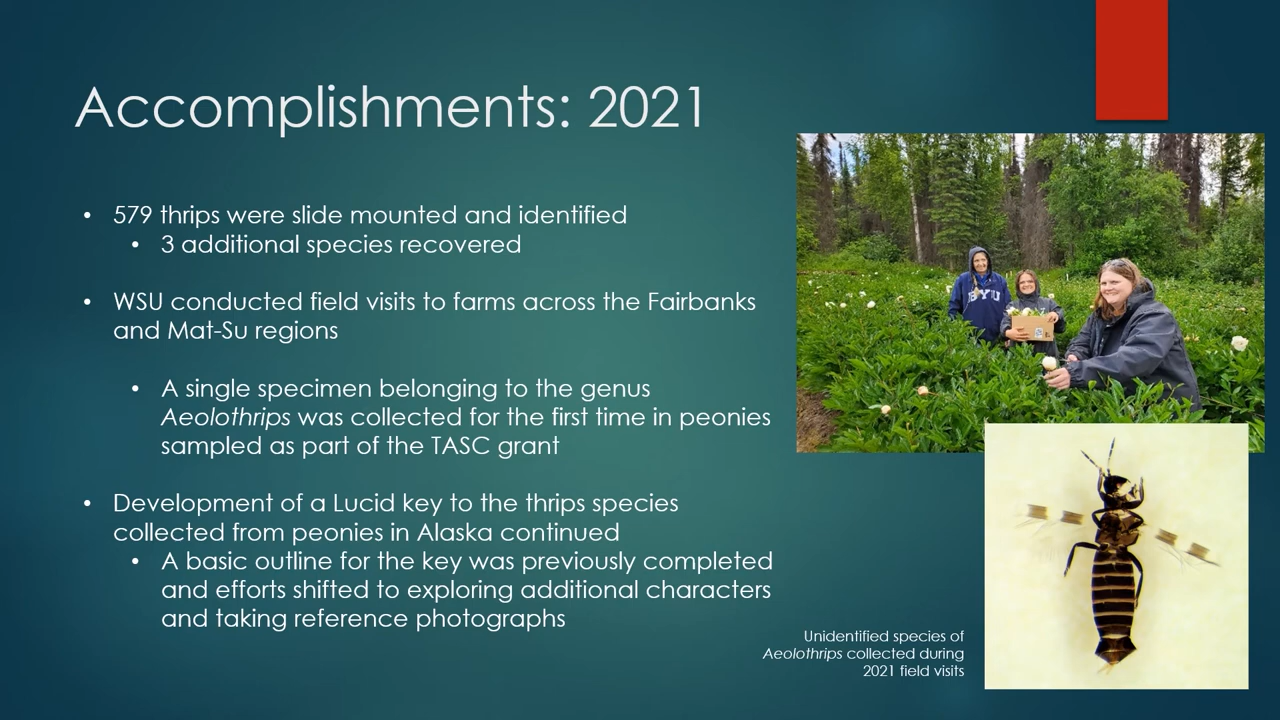 Accomplishments: 2021
• 579 thrips were slide mounted and identified
• 3 additional species recovered
• WSU conducted field visits to farms across the Fairbanks
and Mat-Su regions
• A single specimen belonging to the genus
Aeolothrips was collected for the first time in peonies
sampled as part of the TASC grant
• Development of a Lucid key to the thrips species
collected from peonies in Alaska continued
• A basic outline for the key was previously completed
and efforts shifted to exploring additional characters
and taking reference photographs
BYU
Unidentified species of
Aeolothrips collected during
2021 field visits